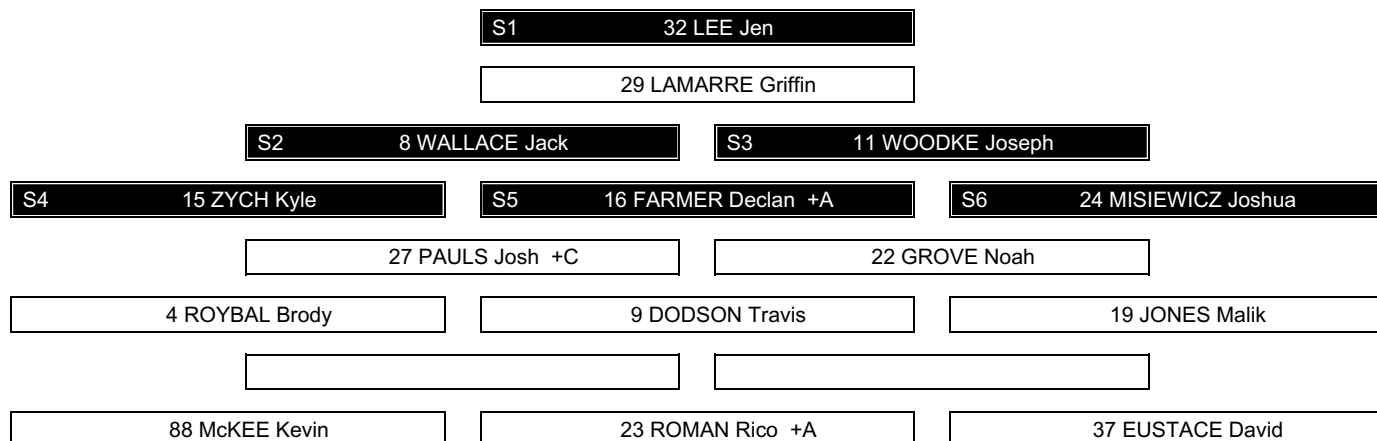 S1 32 LEE Jen
29 LAMARRE Griffin
S2 8 WALLACE Jack S3 11 WOODKE Joseph
S4 15 ZYCH Kyle S5 16 FARMER Declan +A S6 24 MISIEWICZ Joshua
27 PAULS Josh +C 22 GROVE Noah
4 ROYBAL Brody 9 DODSON Travis 19 JONES Malik
88 McKEE Kevin 23 ROMAN Rico +A 37 EUSTACE David